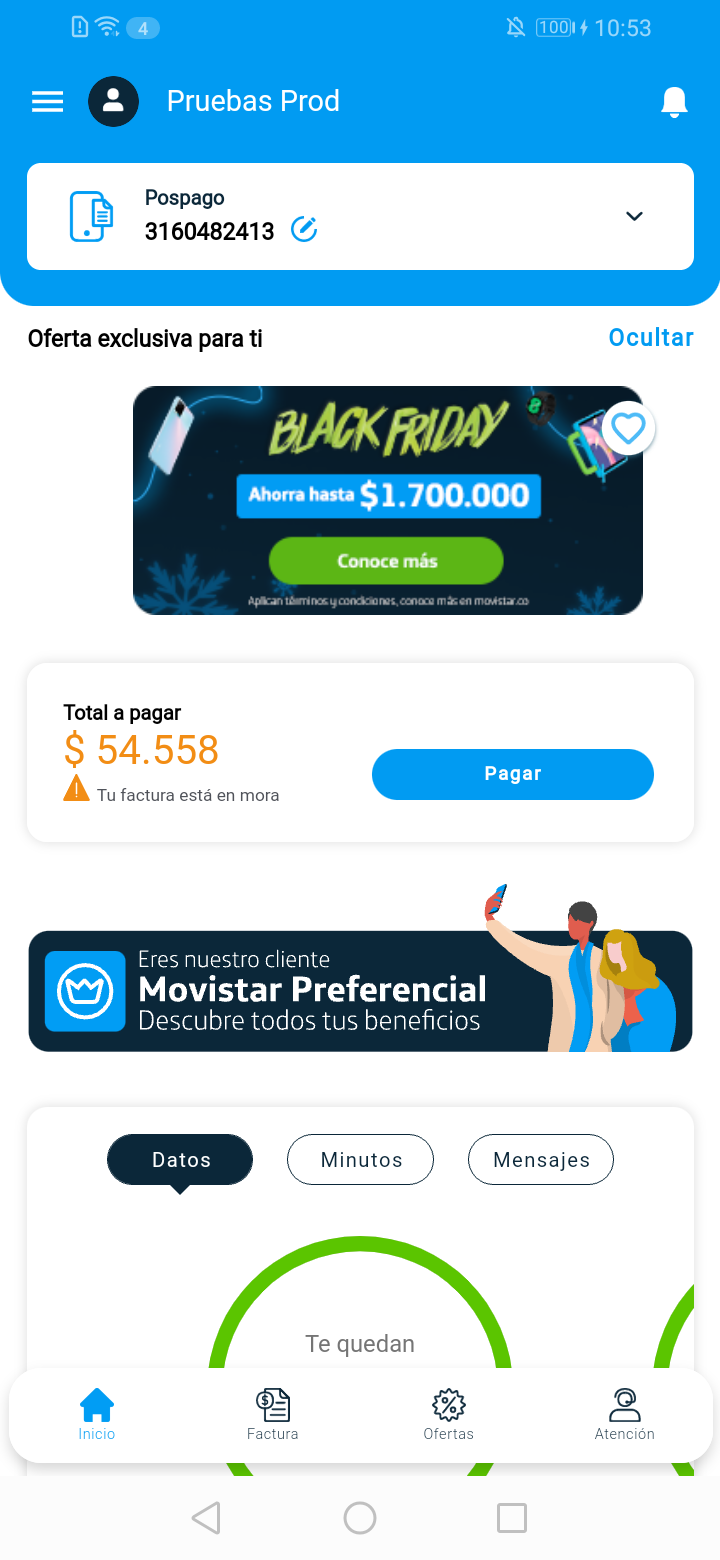 4
100
10:53
Pruebas Prod
Pospago
3160482413
Oferta exclusiva para ti
Ocultar
BLACK FRIDAY
Ahorra hasta $1.700.000
Conoce más
Aplican términos y condiciones, conoce más en movistar.co
Total a pagar
$ 54.558
Tu factura está en mora
Pagar
Eres nuestro cliente
Movistar Preferencial
Descubre todos tus beneficios
Datos
Minutos
Mensajes
Te quedan
Inicio
Factura
Ofertas
Atención